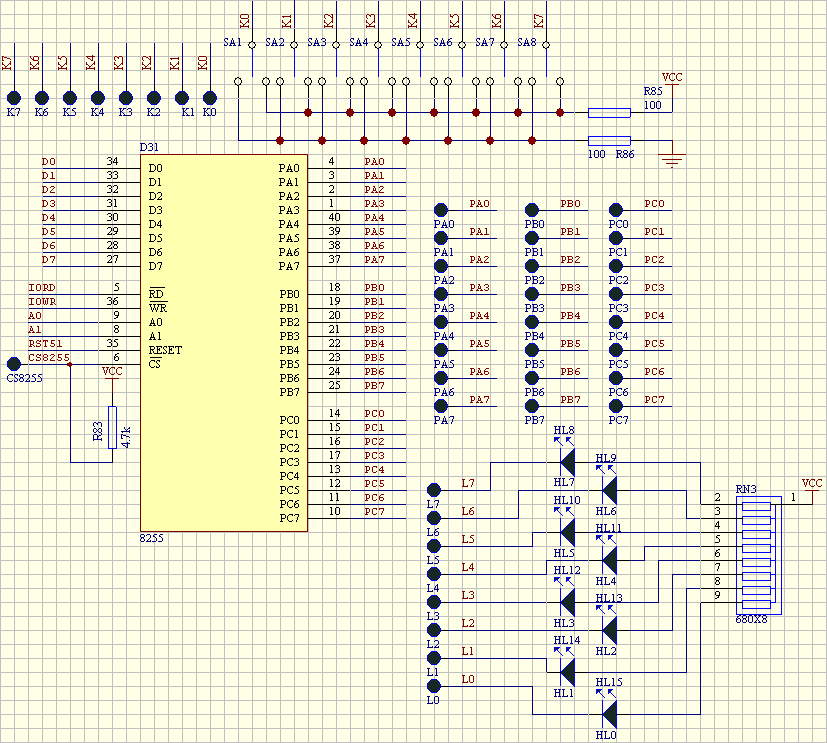 K0 K1 K2 K3 K4 K5 K6 K7
SA1 SA2 SA3 SA4 SA5 SA6 SA7 SA8
K7 K6 K5 K4 K3 K2 K1 K0
K7 K6 K5 K4 K3 K2 K1 K0
VCC
R85
100
100 R86
D31
D0 34 D0
D1 33 D1
D2 32 D2
D3 31 D3
D4 30 D4
D5 29 D5
D6 28 D6
D7 27 D7
IORD 5 RD
IOWR 36 WR
A0 9 A0
A1 8 A1
RST51 35 RESET
CS8255 6 CS
CS8255
VCC
R83
4.7k
PA0 4 PA0
PA1 3 PA1
PA2 2 PA2
PA3 1 PA3
PA4 40 PA4
PA5 39 PA5
PA6 38 PA6
PA7 37 PA7
PB0 18 PB0
PB1 19 PB1
PB2 20 PB2
PB3 21 PB3
PB4 22 PB4
PB5 23 PB5
PB6 24 PB6
PB7 25 PB7
PC0 14 PC0
PC1 15 PC1
PC2 16 PC2
PC3 17 PC3
PC4 13 PC4
PC5 12 PC5
PC6 11 PC6
PC7 10 PC7
8255
PA0 PB0 PC0
PA0 PB0 PC0
PA1 PB1 PC1
PA1 PB1 PC1
PA2 PB2 PC2
PA2 PB2 PC2
PA3 PB3 PC3
PA3 PB3 PC3
PA4 PB4 PC4
PA4 PB4 PC4
PA5 PB5 PC5
PA5 PB5 PC5
PA6 PB6 PC6
PA6 PB6 PC6
PA7 PB7 PC7
PA7 PB7 PC7
L7
L7
L6
L6
L5
L5
L4
L4
L3
L3
L2
L2
L1
L1
L0
L0
HL8
HL7
HL9
HL6
HL10
HL5
HL11
HL4
HL12
HL3
HL13
HL2
HL14
HL1
HL15
HL0
RN3
VCC
1
2
3
4
5
6
7
8
9
680X8